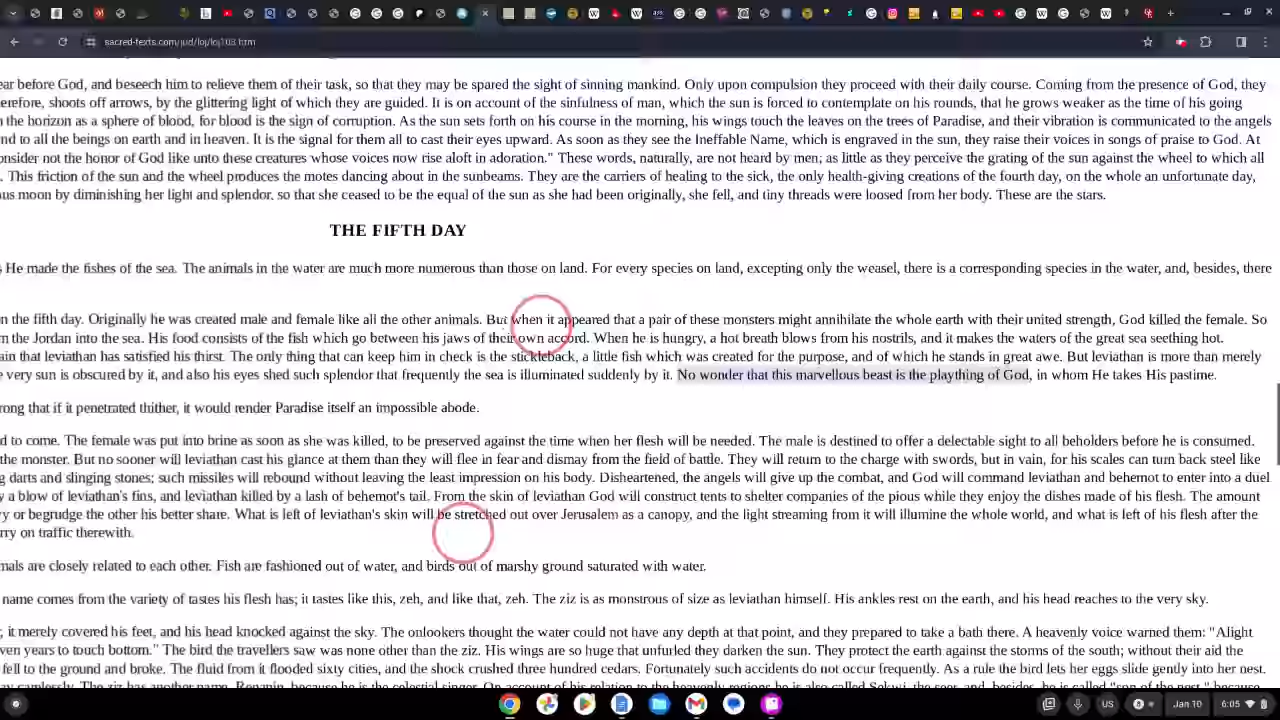 sacred-texts.com/jud/loj/loj103.htm
ear before God, and beseech him to relieve them of their task, so that they may be spared the sight of sinning mankind. Only upon compulsion they proceed with their daily course. Coming from the presence of God, they
erefore, shoots off arrows, by the glittering light of which they are guided. It is on account of the sinfulness of man, which the sun is forced to contemplate on his rounds, that he grows weaker as the time of his going
n the horizon as a sphere of blood, for blood is the sign of corruption. As the sun sets forth on his course in the morning, his wings touch the leaves on the trees of Paradise, and their vibration is communicated to the angels
nd to all the beings on earth and in heaven. It is the signal for them all to cast their eyes upward. As soon as they see the Ineffable Name, which is engraved in the sun, they raise their voices in songs of praise to God. At
onsider not the honor of God like unto these creatures whose voices now rise aloft in adoration." These words, naturally, are not heard by men; as little as they perceive the grating of the sun against the wheel to which all
. This friction of the sun and the wheel produces the motes dancing about in the sunbeams. They are the carriers of healing to the sick, the only health-giving creations of the fourth day, on the whole an unfortunate day,
us moon by diminishing her light and splendor, so that she ceased to be the equal of the sun as she had been originally, she fell, and tiny threads were loosed from her body. These are the stars.
THE FIFTH DAY
He made the fishes of the sea. The animals in the water are much more numerous than those on land. For every species on land, excepting only the weasel, there is a corresponding species in the water, and, besides, there
n the fifth day. Originally he was created male and female like all the other animals. But when it appeared that a pair of these monsters might annihilate the whole earth with their united strength, God killed the female. So
n the Jordan into the sea. His food consists of the fish which go between his jaws of their own accord. When he is hungry, a hot breath blows from his nostrils, and it makes the waters of the great sea seething hot.
ain that leviathan has satisfied his thirst. The only thing that can keep him in check is the stickleback, a little fish which was created for the purpose, and of which he stands in great awe. But leviathan is more than merely
e very sun is obscured by it, and also his eyes shed such splendor that frequently the sea is illuminated suddenly by it. No wonder that this marvellous beast is the plaything of God, in whom He takes His pastime.
rong that if it penetrated thither, it would render Paradise itself an impossible abode.
d to come. The female was put into brine as soon as she was killed, to be preserved against the time when her flesh will be needed. The male is destined to offer a delectable sight to all beholders before he is consumed.
the monster. But no sooner will leviathan cast his glance at them than they will flee in fear and dismay from the field of battle. They will return to the charge with swords, but in vain, for his scales can turn back steel like
g darts and slinging stones; such missiles will rebound without leaving the least impression on his body. Disheartened, the angels will give up the combat, and God will command leviathan and behemot to enter into a duel
y a blow of leviathan's fins, and leviathan killed by a lash of behemot's tail. From the skin of leviathan God will construct tents to shelter companies of the pious while they enjoy the dishes made of his flesh. The amount
y or begrudge the other his better share. What is left of leviathan's skin will be stretched out over Jerusalem as a canopy, and the light streaming from it will illumine the whole world, and what is left of his flesh after the
rry on traffic therewith.
mals are closely related to each other. Fish are fashioned out of water, and birds out of marshy ground saturated with water.
name comes from the variety of tastes his flesh has; it tastes like this, zeh, and like that, zeh. The ziz is as monstrous of size as leviathan himself. His ankles rest on the earth, and his head reaches to the very sky.
, it merely covered his feet, and his head knocked against the sky. The onlookers thought the water could not have any depth at that point, and they prepared to take a bath there. A heavenly voice warned them: "Alight
ven years to touch bottom." The bird the travellers saw was none other than the ziz. His wings are so huge that unfurled they darken the sun. They protect the earth against the storms of the south; without their aid the
fell to the ground and broke. The fluid from it flooded sixty cities, and the shock crushed three hundred cedars. Fortunately such accidents do not occur frequently. As a rule the bird lets her eggs slide gently into her nest.
The ziz has another name, Renanin, because he is the celestial singer. On account of his relation to the heavenly regions he is also called Sekwi, the seer, and, besides, he is called "son of the nest," because
US
Jan 10
6:05